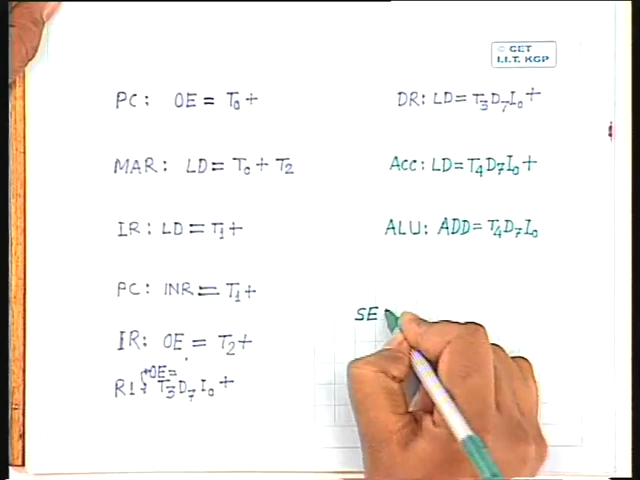 © CET
I.I.T. KGP
PC: OE = T₀ +
MAR: LD = T₀ + T₂
IR: LD = T₁ +
PC: INR = T₁ +
IR: OE = T₂ +
OE =
R1: T₃D₇I₀ +
DR: LD = T₃D₇I₀ +
ACC: LD = T₄D₇I₀ +
ALU: ADD = T₄D₇I₀
SE